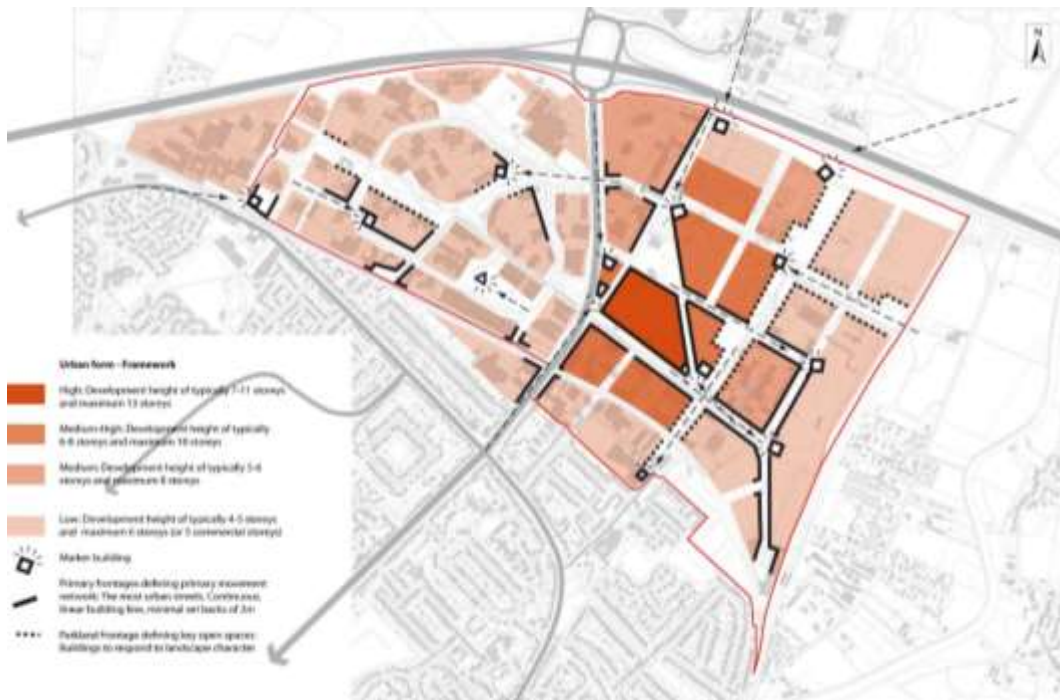 N
Urban form - Framework
High: Development height of typically 7-11 storeys
and maximum 13 storeys
Medium-High: Development height of typically
6-8 storeys and maximum 10 storeys
Medium: Development height of typically 5-6
storeys and maximum 8 storeys
Low: Development height of typically 4-5 storeys
and maximum 6 storeys (or 5 commercial storeys)
Marker building
Primary frontages defining primary movement
network: The most urban streets. Continuous,
linear building line, minimal set backs of 2m
Parkland frontage defining key open spaces:
Buildings to respond to landscape character